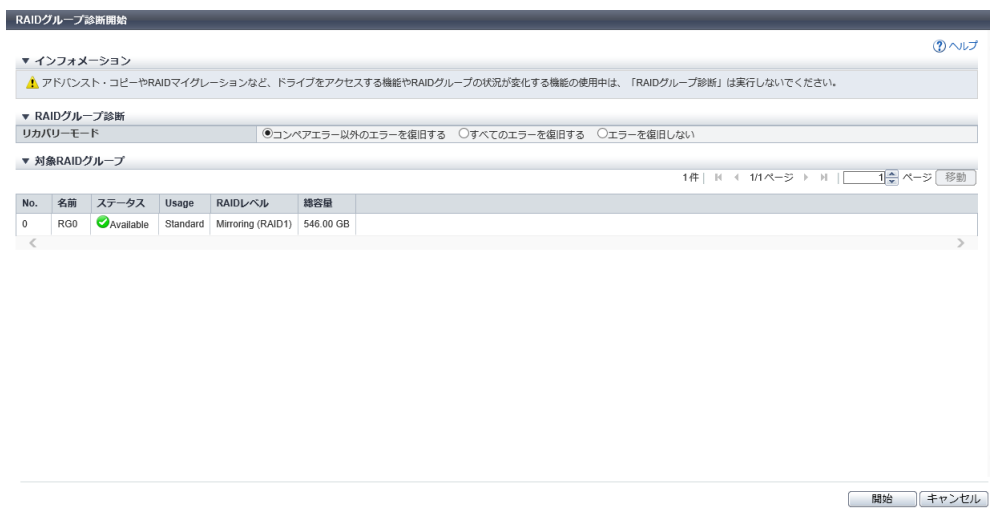 RAIDグループ診断開始
ヘルプ
▼ インフォメーション
アドバンスト・コピーやRAIDマイグレーションなど、ドライブをアクセスする機能やRAIDグループの状況が変化する機能の使用中は、「RAIDグループ診断」は実行しないでください。
▼ RAIDグループ診断
リカバリーモード コンペアエラー以外のエラーを復旧する すべてのエラーを復旧する エラーを復旧しない
▼ 対象RAIDグループ
1件 | 1/1ページ | 1 ページ 移動
No. 名前 ステータス Usage RAIDレベル 総容量
0 RG0 Available Standard Mirroring (RAID1) 546.00 GB
開始 キャンセル